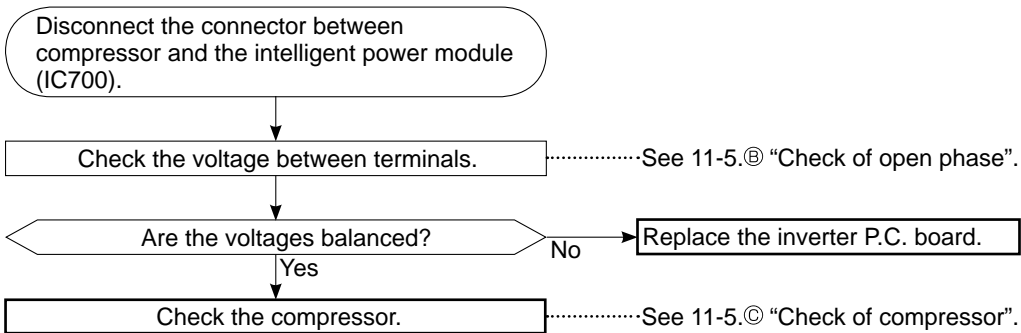 Disconnect the connector between
compressor and the intelligent power module
(IC700).
Check the voltage between terminals.
See 11-5.Ⓑ “Check of open phase”.
Are the voltages balanced?
No
Replace the inverter P.C. board.
Yes
Check the compressor.
See 11-5.Ⓒ “Check of compressor”.